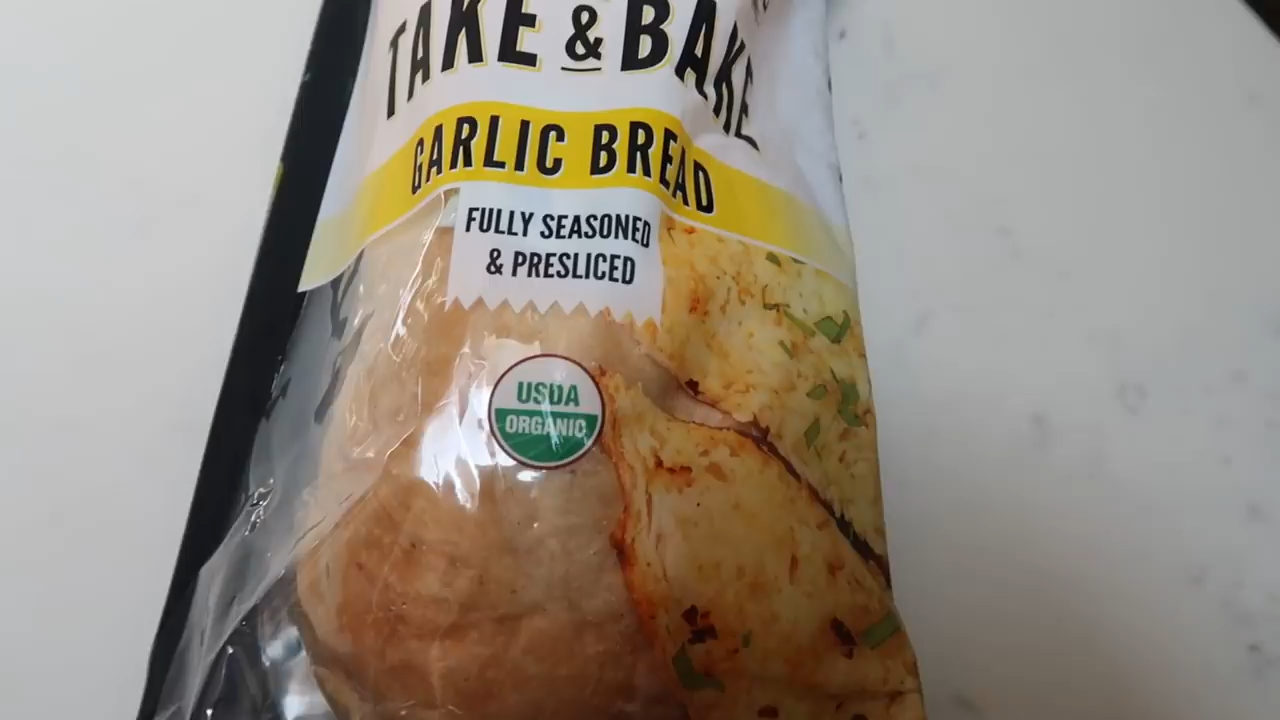 TAKE & BAKE
GARLIC BREAD
FULLY SEASONED
& PRESLICED
USDA
ORGANIC